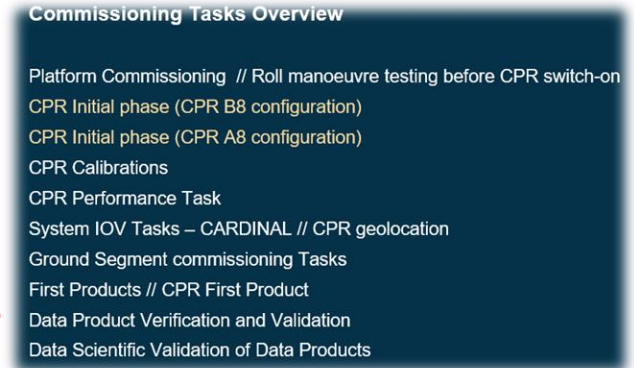 Commissioning Tasks Overview
Platform Commissioning // Roll manoeuvre testing before CPR switch-on
CPR Initial phase (CPR B8 configuration)
CPR Initial phase (CPR A8 configuration)
CPR Calibrations
CPR Performance Task
System IOV Tasks – CARDINAL // CPR geolocation
Ground Segment commissioning Tasks
First Products // CPR First Product
Data Product Verification and Validation
Data Scientific Validation of Data Products